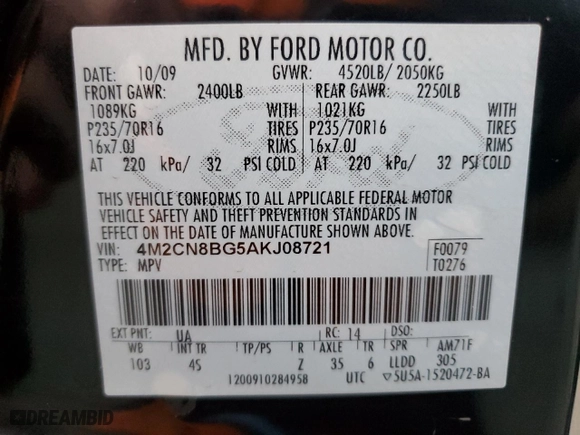 MFD. BY FORD MOTOR CO.
DATE: 10/09 GVWR: 4520LB/ 2050KG
FRONT GAWR: 2400LB REAR GAWR: 2250LB
1089KG WITH 1021KG WITH
P235/70R16 TIRES P235/70R16 TIRES
16x7.0J RIMS 16x7.0J RIMS
AT 220 kPa/ 32 PSI COLD AT 220 kPa/ 32 PSI COLD
THIS VEHICLE CONFORMS TO ALL APPLICABLE FEDERAL MOTOR
VEHICLE SAFETY AND THEFT PREVENTION STANDARDS IN
EFFECT ON THE DATE OF MANUFACTURE SHOWN ABOVE.
VIN: 4M2CN8BG5AKJ08721 F0079
TYPE: MPV T0276
EXT PNT: UA RC: 14 DSO:
WB INT TR TP/PS R AXLE TR SPR AM71F
103 4S Z 35 6 LLDD 305
1200910284958 UTC 5U5A-1520472-BA
DREAMBID